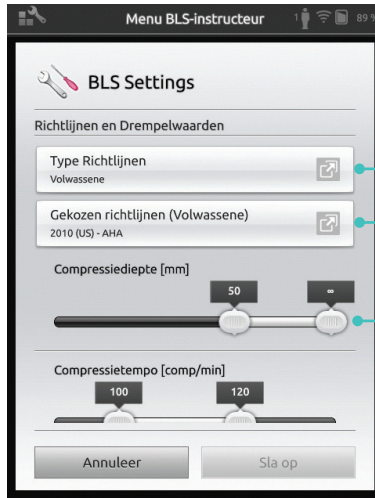 Menu BLS-instructeur 1 89 %
BLS Settings
Richtlijnen en Drempelwaarden
Type Richtlijnen
Volwassene
Gekozen richtlijnen (Volwassene)
2010 (US) - AHA
Compressiediepte [mm]
50 ∞
Compressietempo [comp/min]
100 120
Annuleer Sla op